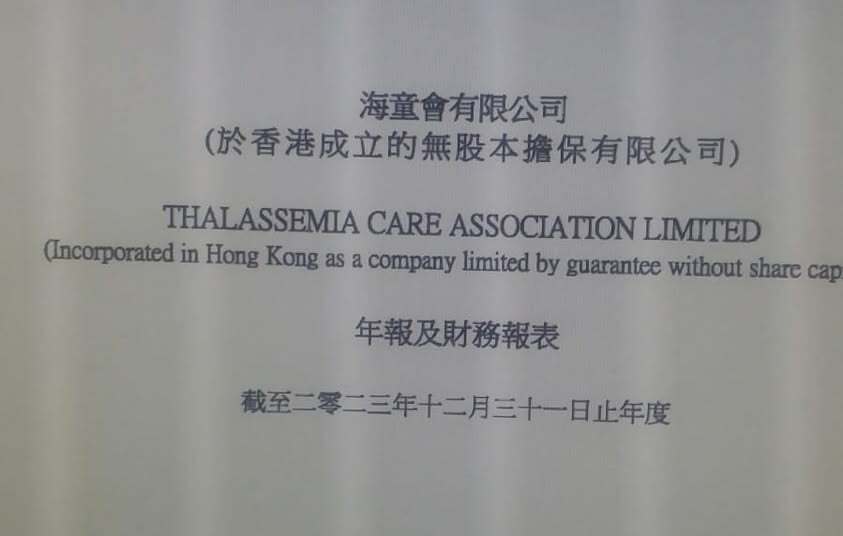 海童會有限公司
(於香港成立的無股本擔保有限公司)
THALASSEMIA CARE ASSOCIATION LIMITED
(Incorporated in Hong Kong as a company limited by guarantee without share
年報及財務報表
截至二零二三年十二月三十一日止年度